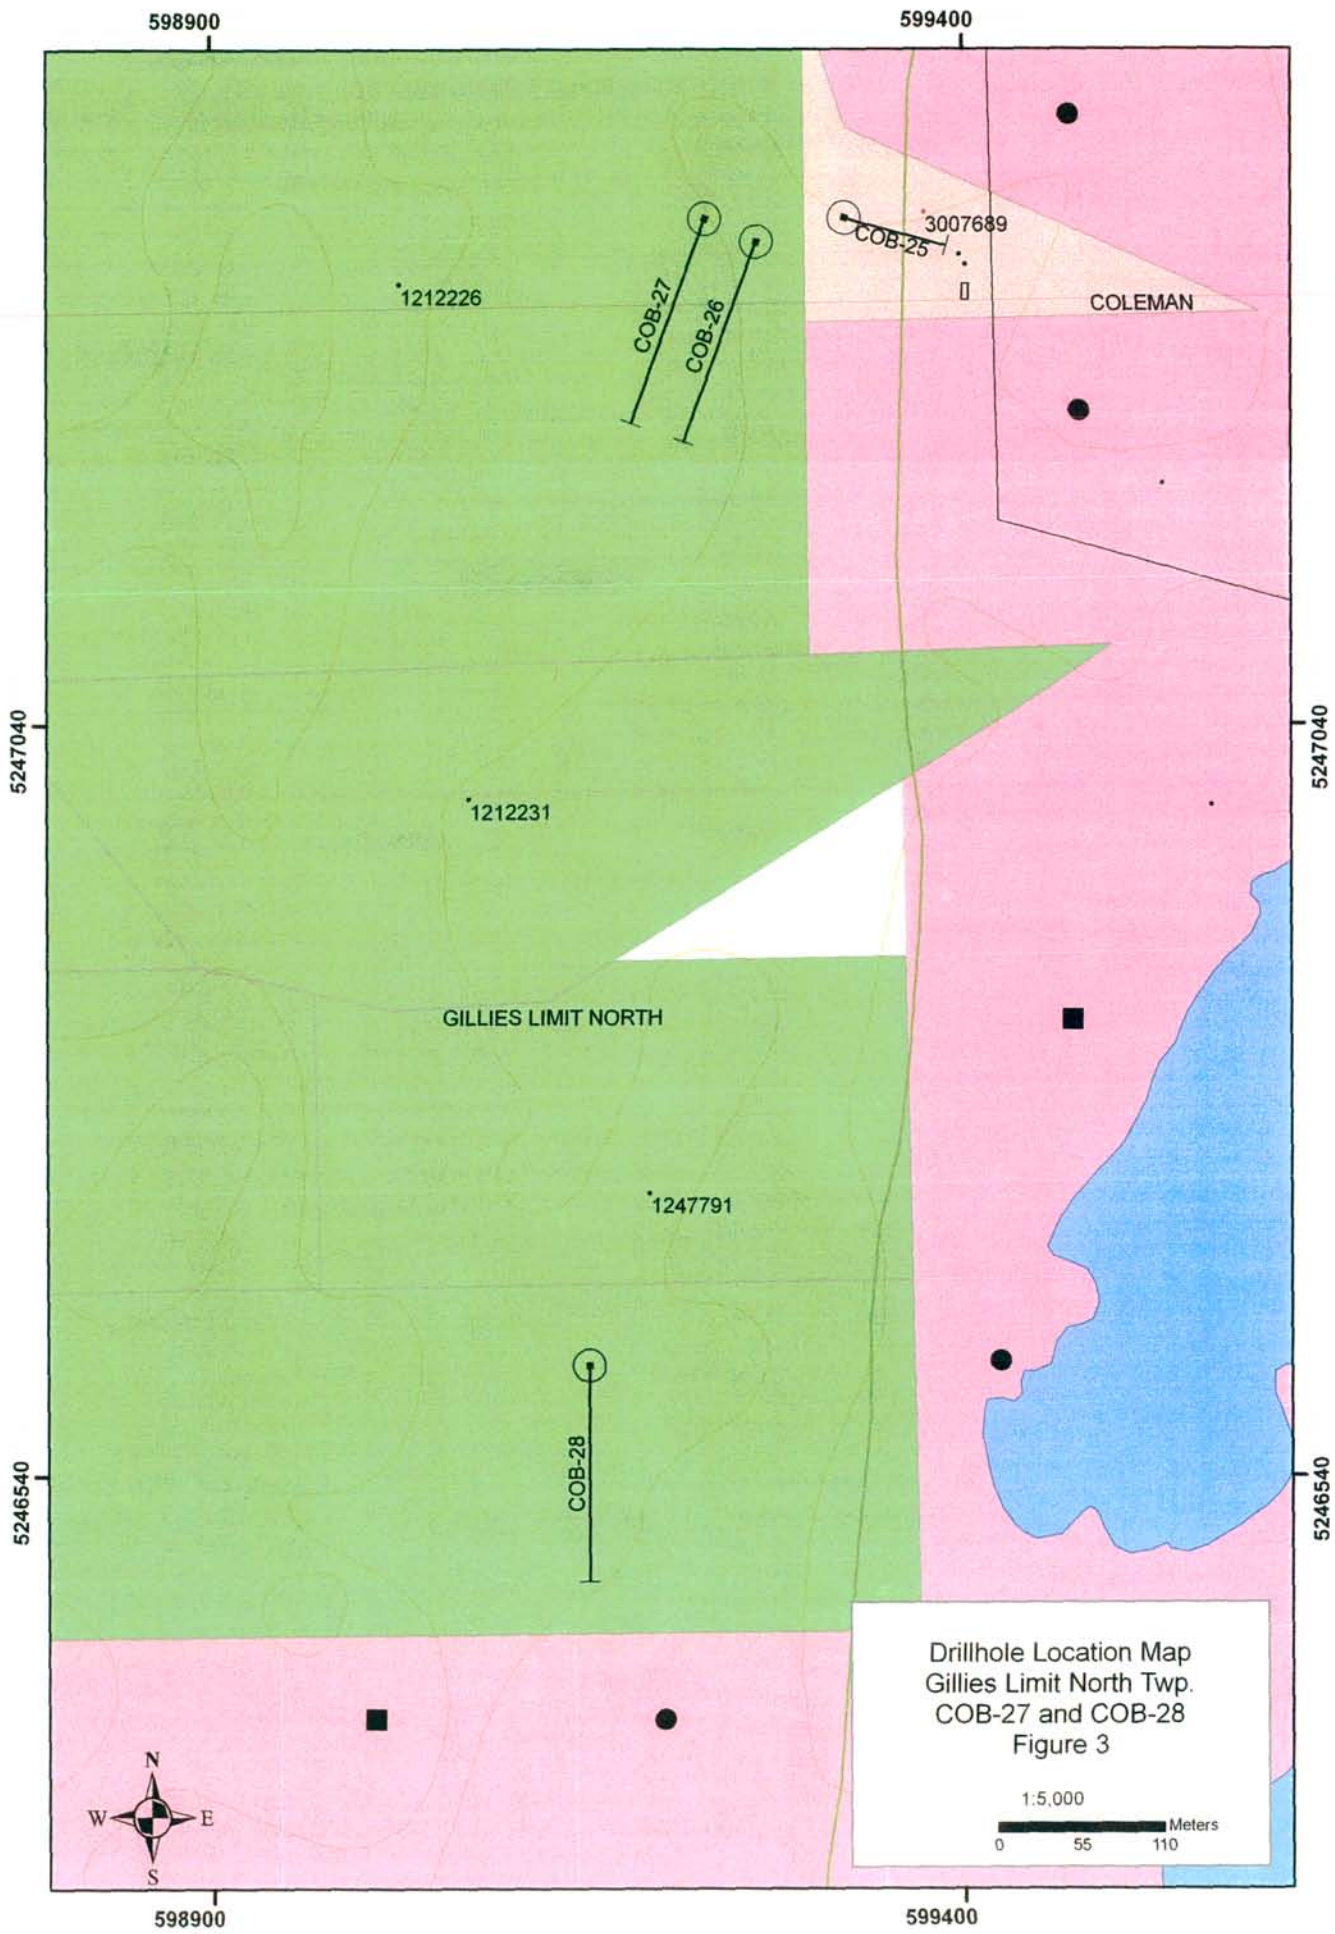 598900
599400
3007689
COB-25
COB-27
COB-26
1212226
COLEMAN
5247040
5247040
1212231
GILLIES LIMIT NORTH
1247791
COB-28
5246540
5246540
Drillhole Location Map
Gillies Limit North Twp.
COB-27 and COB-28
Figure 3
1:5,000
Meters
0 55 110
N
W E
S
598900
599400